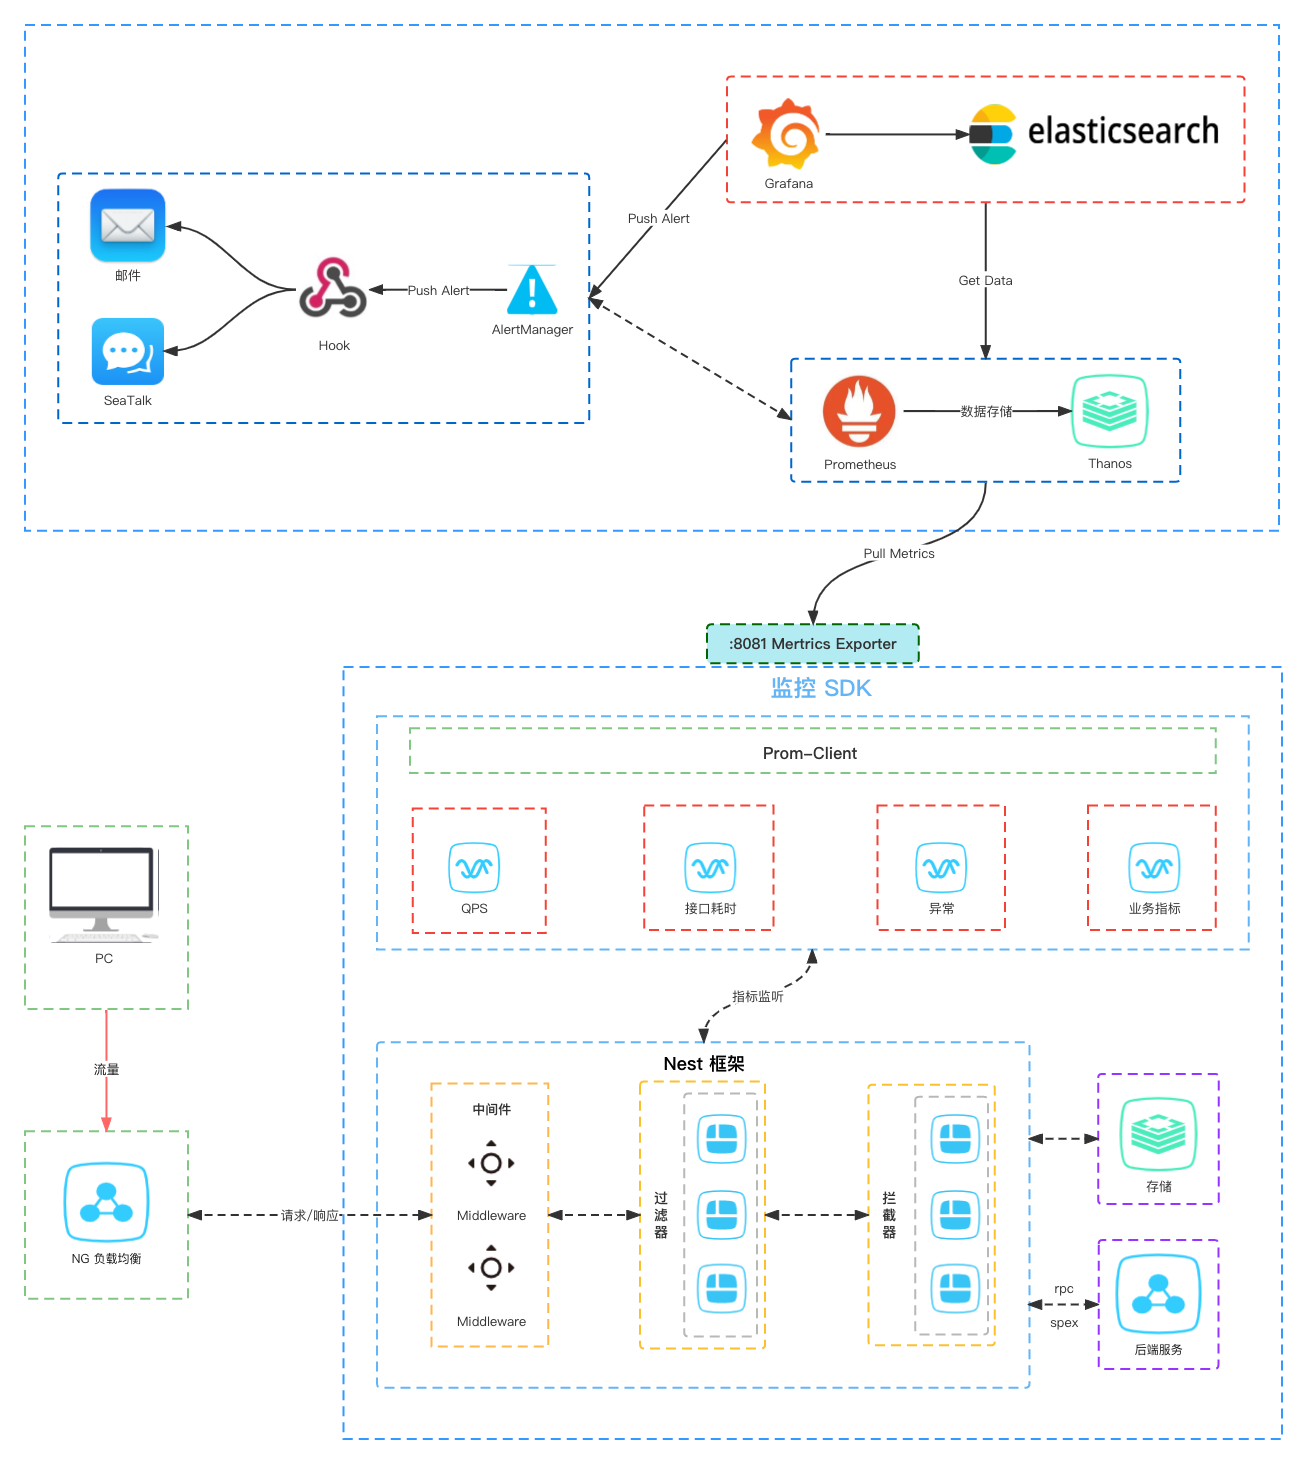 elasticsearch
Grafana
Push Alert
邮件
Get Data
Push Alert
AlertManager
Hook
SeaTalk
数据存储
Prometheus
Thanos
Pull Metrics
:8081 Mertrics Exporter
监控 SDK
Prom-Client
QPS
接口耗时
异常
业务指标
PC
指标监听
流量
Nest 框架
中间件
Middleware
Middleware
过
滤
器
拦
截
器
存储
请求/响应
NG 负载均衡
rpc
spex
后端服务